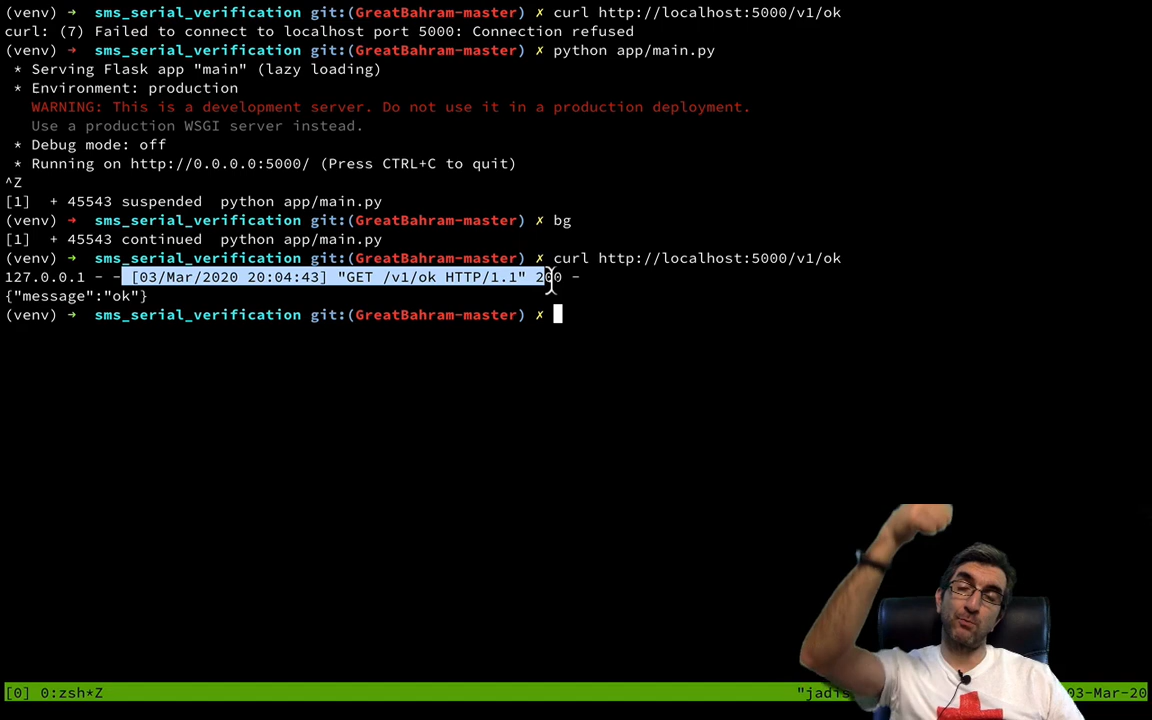 (venv) ➜  sms_serial_verification git:(GreatBahram-master) ✗ curl http://localhost:5000/v1/ok
curl: (7) Failed to connect to localhost port 5000: Connection refused
(venv) ➜  sms_serial_verification git:(GreatBahram-master) ✗ python app/main.py
 * Serving Flask app "main" (lazy loading)
 * Environment: production
   WARNING: This is a development server. Do not use it in a production deployment.
   Use a production WSGI server instead.
 * Debug mode: off
 * Running on http://0.0.0.0:5000/ (Press CTRL+C to quit)
^Z
[1]  + 45543 suspended  python app/main.py
(venv) ➜  sms_serial_verification git:(GreatBahram-master) ✗ bg
[1]  + 45543 continued  python app/main.py
(venv) ➜  sms_serial_verification git:(GreatBahram-master) ✗ curl http://localhost:5000/v1/ok
127.0.0.1 - - [03/Mar/2020 20:04:43] "GET /v1/ok HTTP/1.1" 200 -
{"message":"ok"}
(venv) ➜  sms_serial_verification git:(GreatBahram-master) ✗
[0] 0:zsh*Z "jadis 03-Mar-20